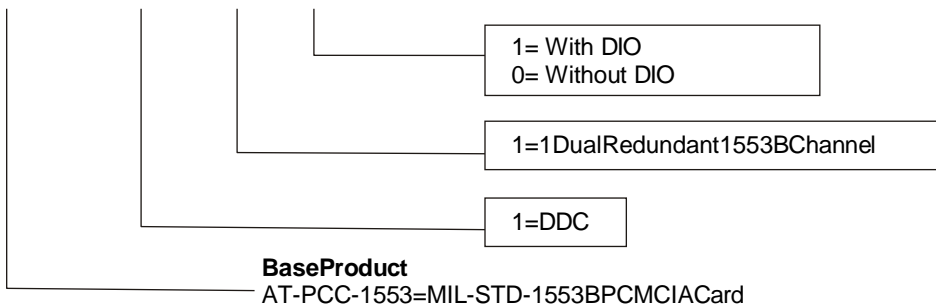 1= With DIO
0= Without DIO
1=1DualRedundant1553BChannel
1=DDC
BaseProduct
AT-PCC-1553=MIL-STD-1553BPCMCIACard